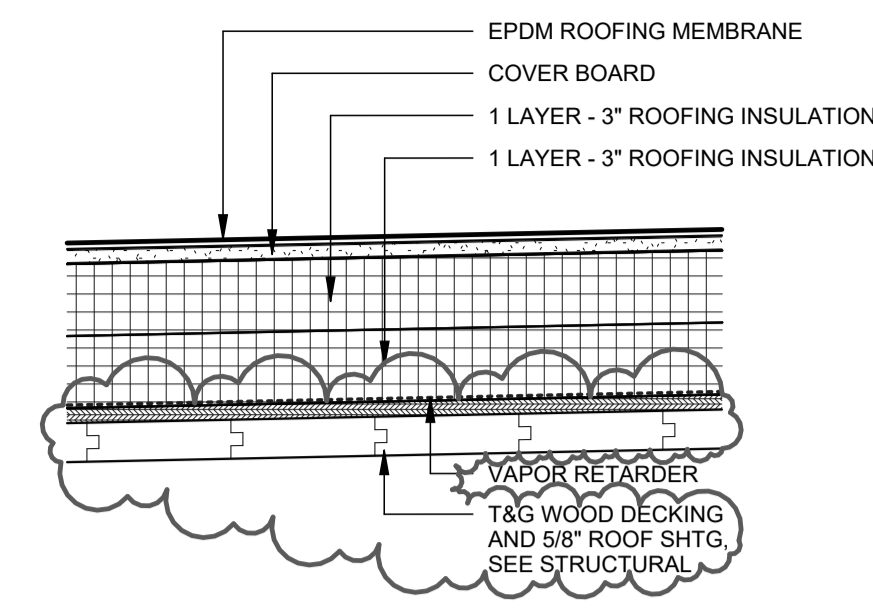 EPDM ROOFING MEMBRANE
COVER BOARD
1 LAYER - 3" ROOFING INSULATION
1 LAYER - 3" ROOFING INSULATION
VAPOR RETARDER
T&G WOOD DECKING
AND 5/8" ROOF SHTG,
SEE STRUCTURAL